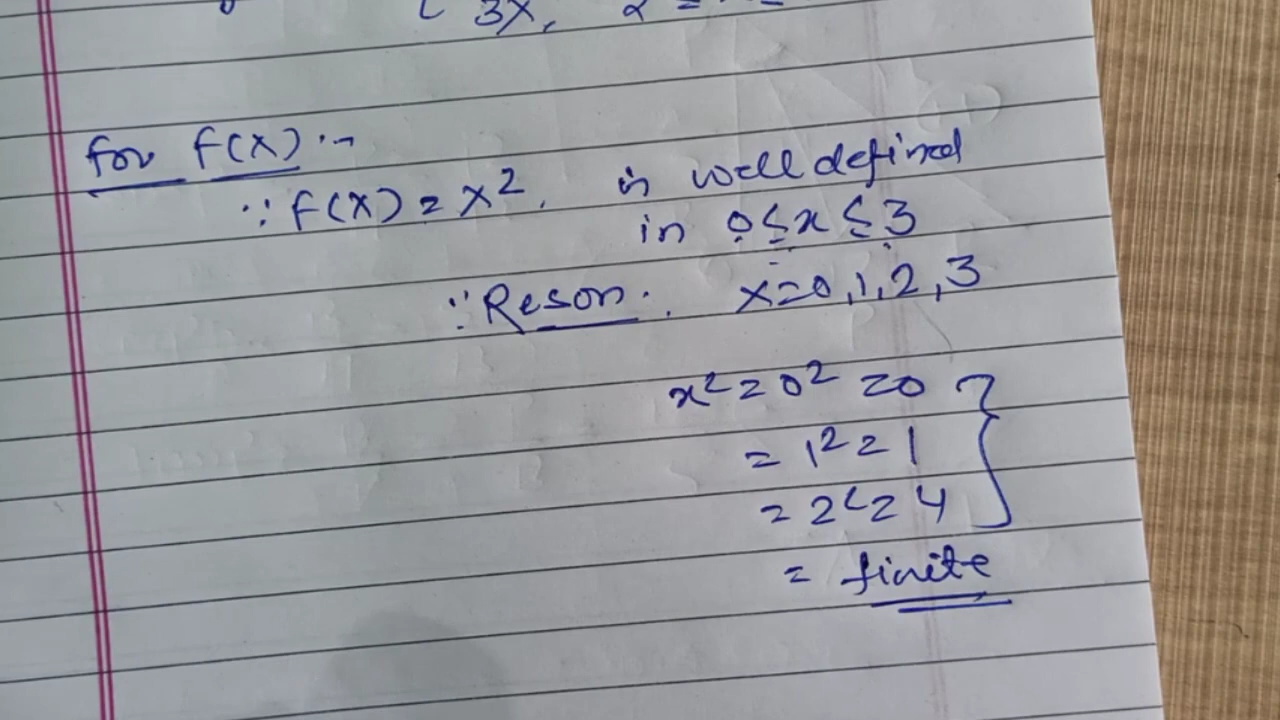 3x,
for f(x) :-
∵ f(x) = x², is well defined
in 0 ≤ x ≤ 3
∵ Reson. x=0,1,2,3
x² = 0² = 0
= 1² = 1
= 2² = 4
= finite